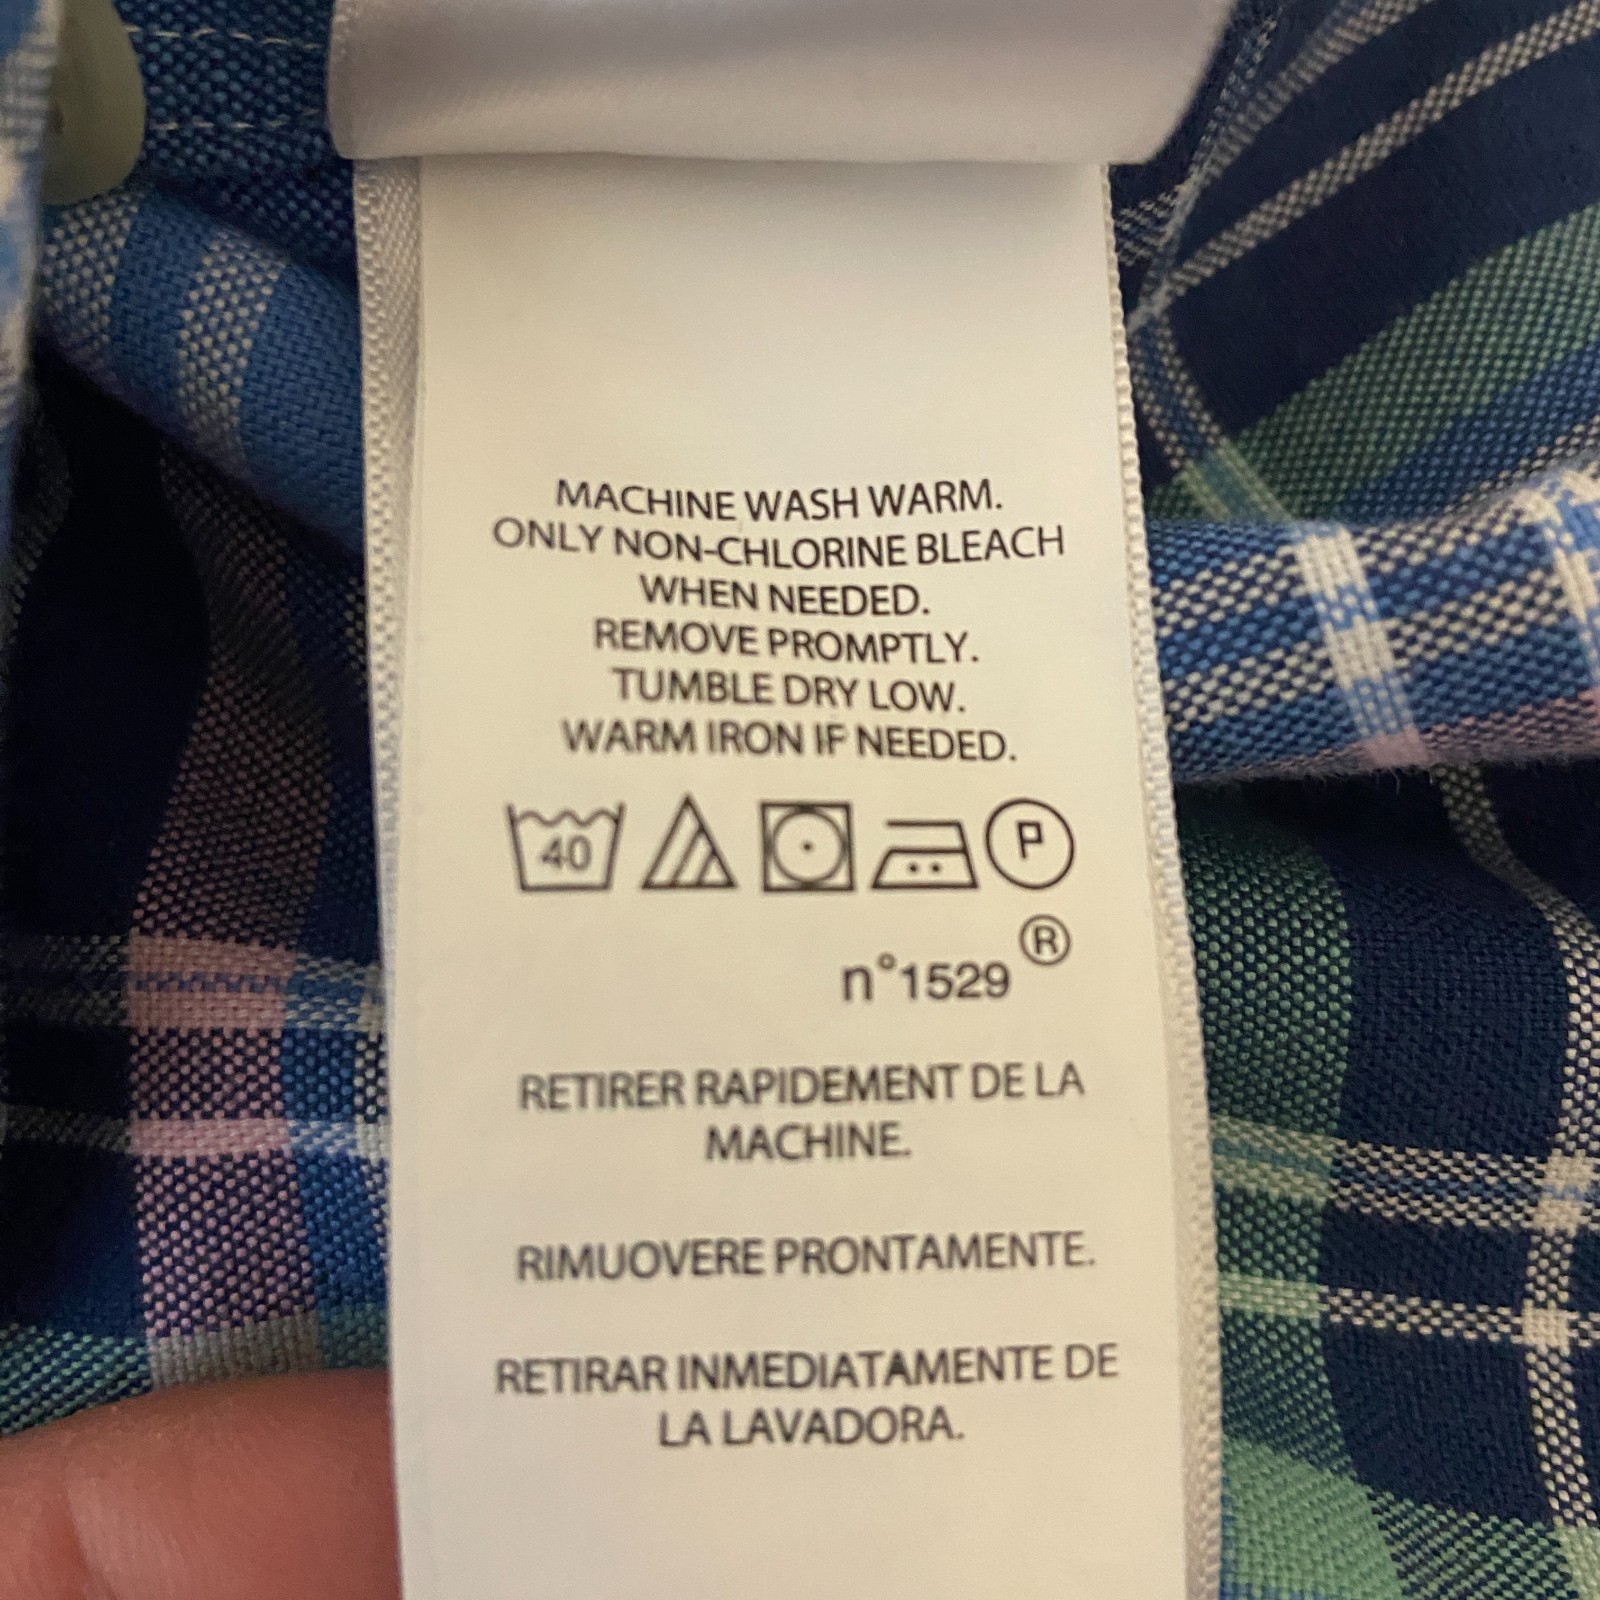 MACHINE WASH WARM.
ONLY NON-CHLORINE BLEACH
WHEN NEEDED.
REMOVE PROMPTLY.
TUMBLE DRY LOW.
WARM IRON IF NEEDED.
40 P
n°1529 ®
RETIRER RAPIDEMENT DE LA
MACHINE.
RIMUOVERE PRONTAMENTE.
RETIRAR INMEDIATAMENTE DE
LA LAVADORA.